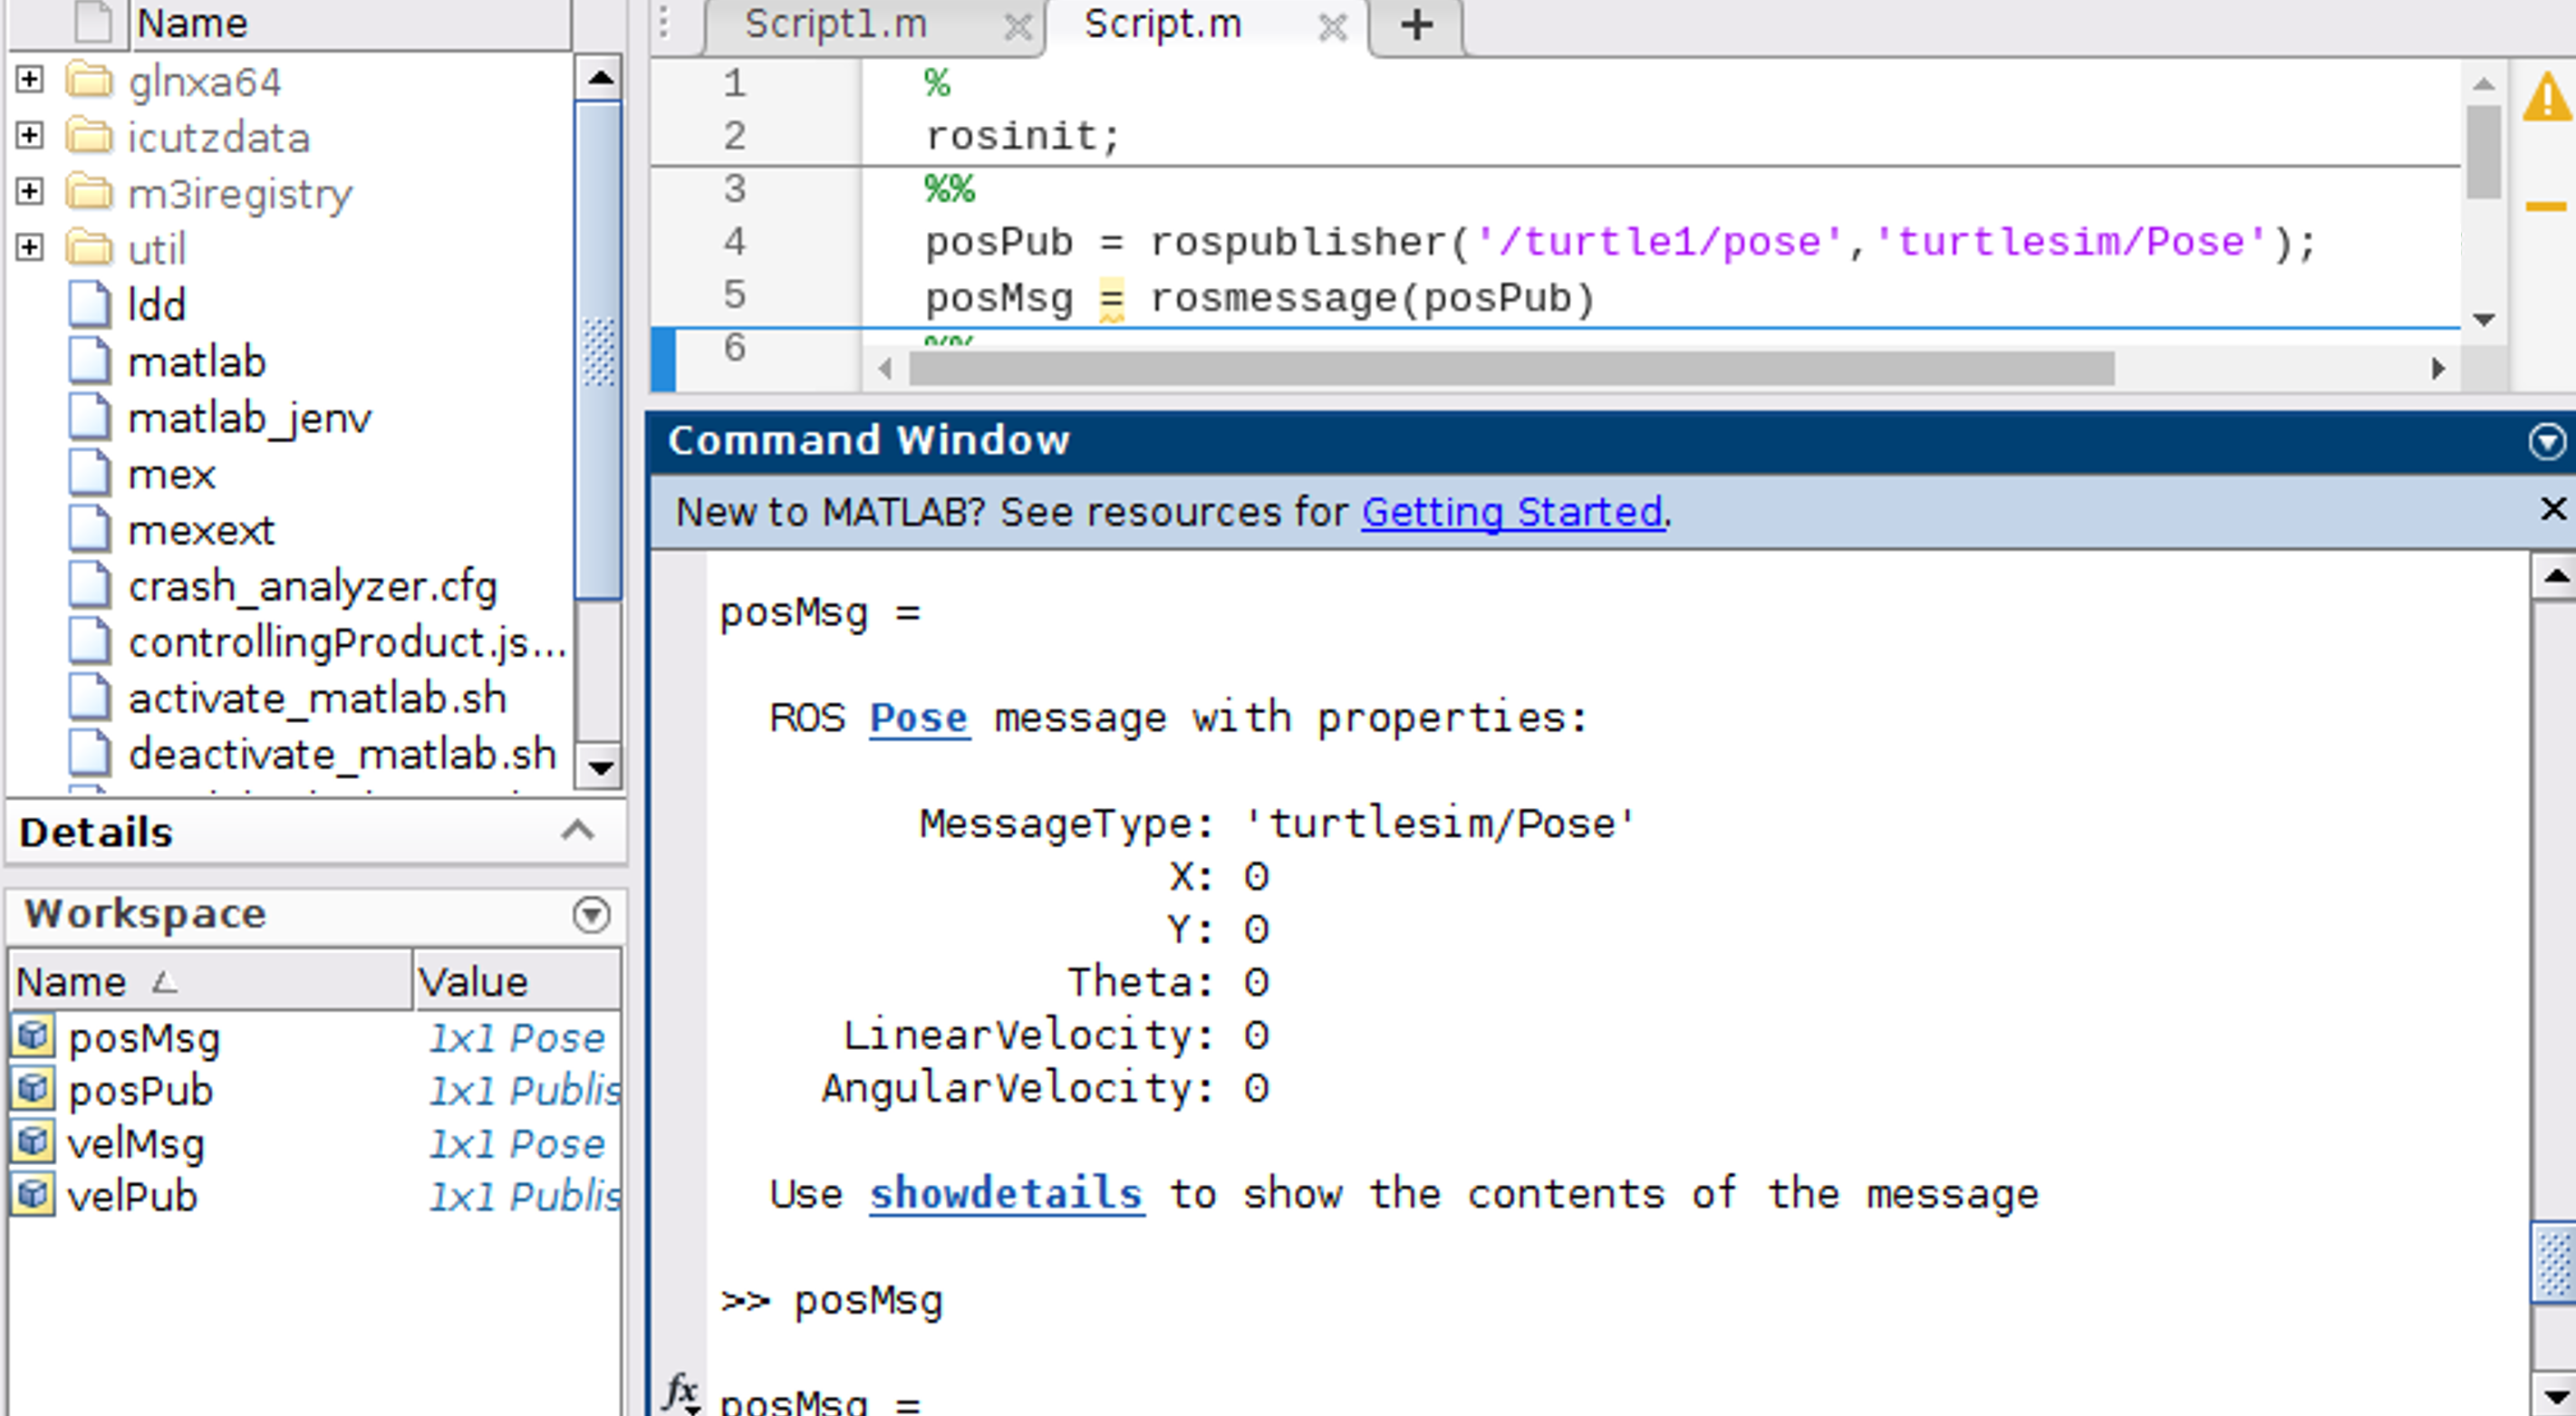 Name
glnxa64
icutzdata
m3iregistry
util
ldd
matlab
matlab_jenv
mex
mexext
crash_analyzer.cfg
controllingProduct.js...
activate_matlab.sh
deactivate_matlab.sh
Details
Workspace
Name Value
posMsg 1x1 Pose
posPub 1x1 Publis
velMsg 1x1 Pose
velPub 1x1 Publis
Script1.m Script.m
1 %
2 rosinit;
3 %%
4 posPub = rospublisher('/turtle1/pose','turtlesim/Pose');
5 posMsg = rosmessage(posPub)
6 %%
Command Window
New to MATLAB? See resources for Getting Started.
posMsg =
ROS Pose message with properties:
MessageType: 'turtlesim/Pose'
X: 0
Y: 0
Theta: 0
LinearVelocity: 0
AngularVelocity: 0
Use showdetails to show the contents of the message
>> posMsg
fx posMsg =